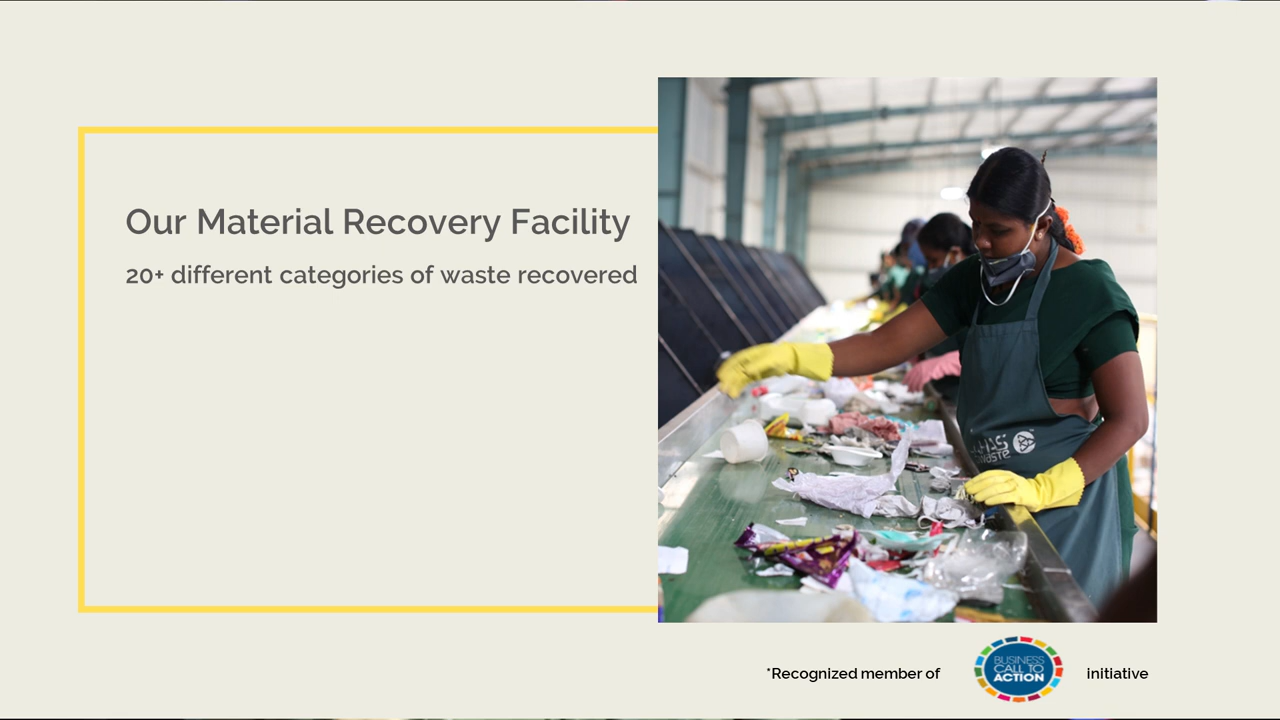 Our Material Recovery Facility
20+ different categories of waste recovered
*Recognized member of
BUSINESS
CALL TO
ACTION
initiative